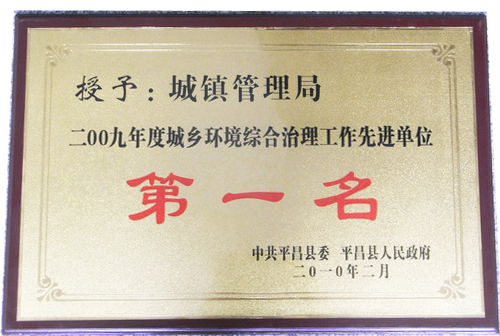 授予：城镇管理局
二00九年度城乡环境综合治理工作先进单位
第一名
中共平昌县委 平昌县人民政府
二0一0年二月